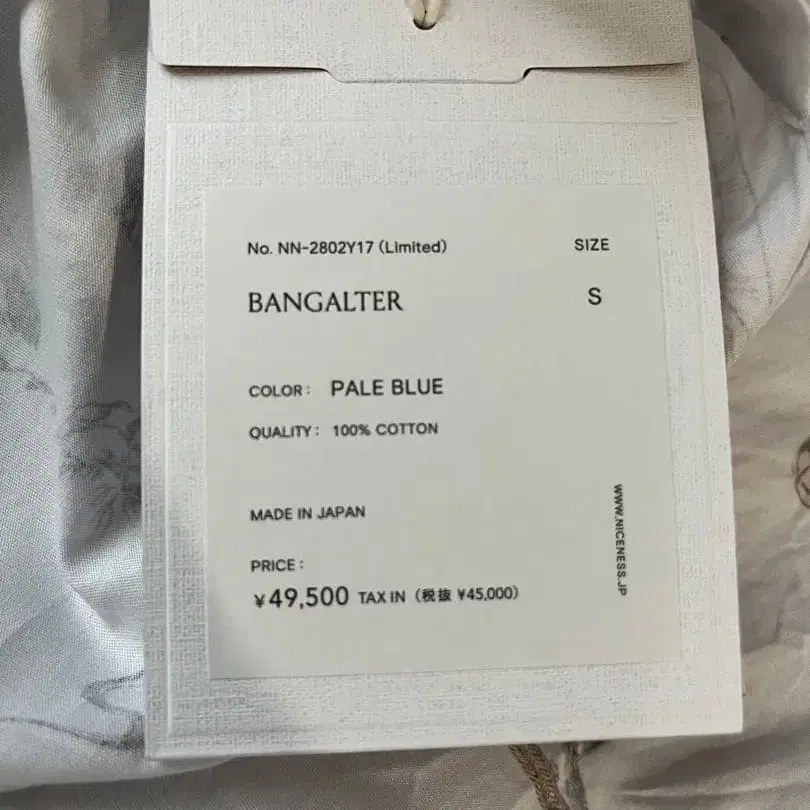 No. NN-2802Y17 (Limited)
SIZE
BANGALTER
S
COLOR : PALE BLUE
QUALITY : 100% COTTON
MADE IN JAPAN
PRICE :
¥49,500 TAX IN (税抜 ¥45,000)
WWW.NICENESS.JP